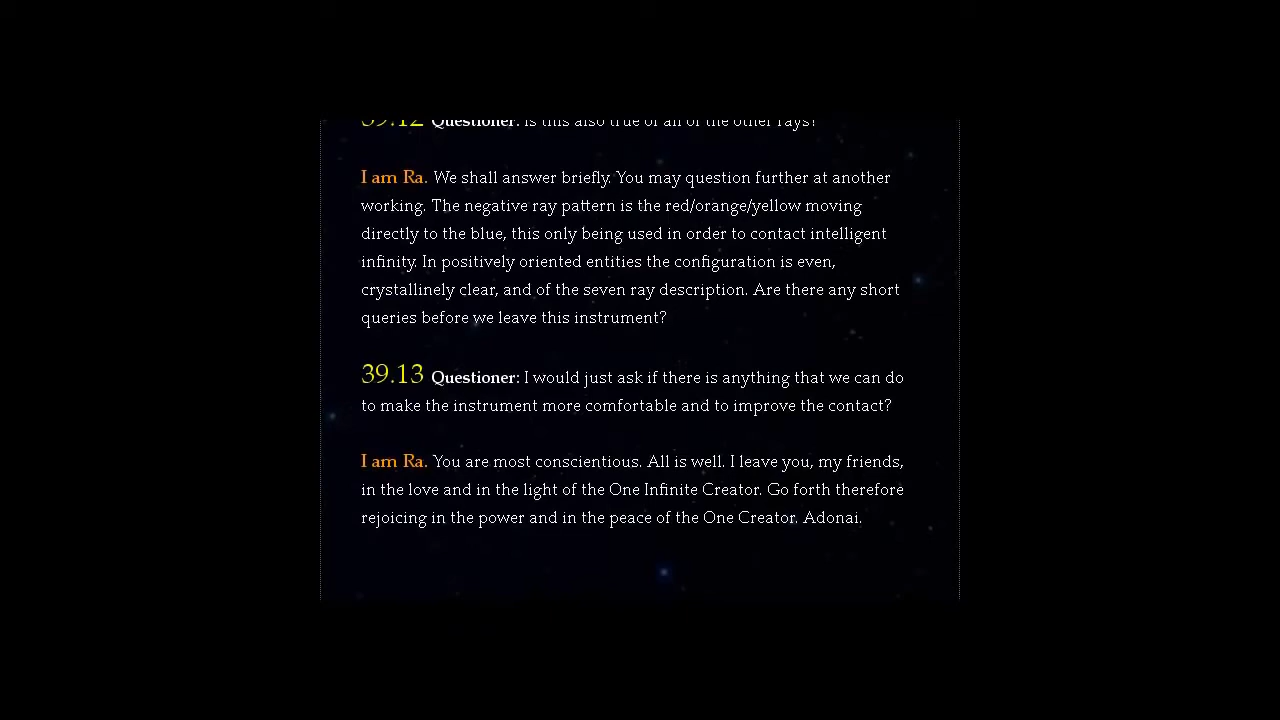 39.12 Questioner: Is this also true of all of the other rays?
I am Ra. We shall answer briefly. You may question further at another
working. The negative ray pattern is the red/orange/yellow moving
directly to the blue, this only being used in order to contact intelligent
infinity. In positively oriented entities the configuration is even,
crystallinely clear, and of the seven ray description. Are there any short
queries before we leave this instrument?
39.13 Questioner: I would just ask if there is anything that we can do
to make the instrument more comfortable and to improve the contact?
I am Ra. You are most conscientious. All is well. I leave you, my friends,
in the love and in the light of the One Infinite Creator. Go forth therefore
rejoicing in the power and in the peace of the One Creator. Adonai.